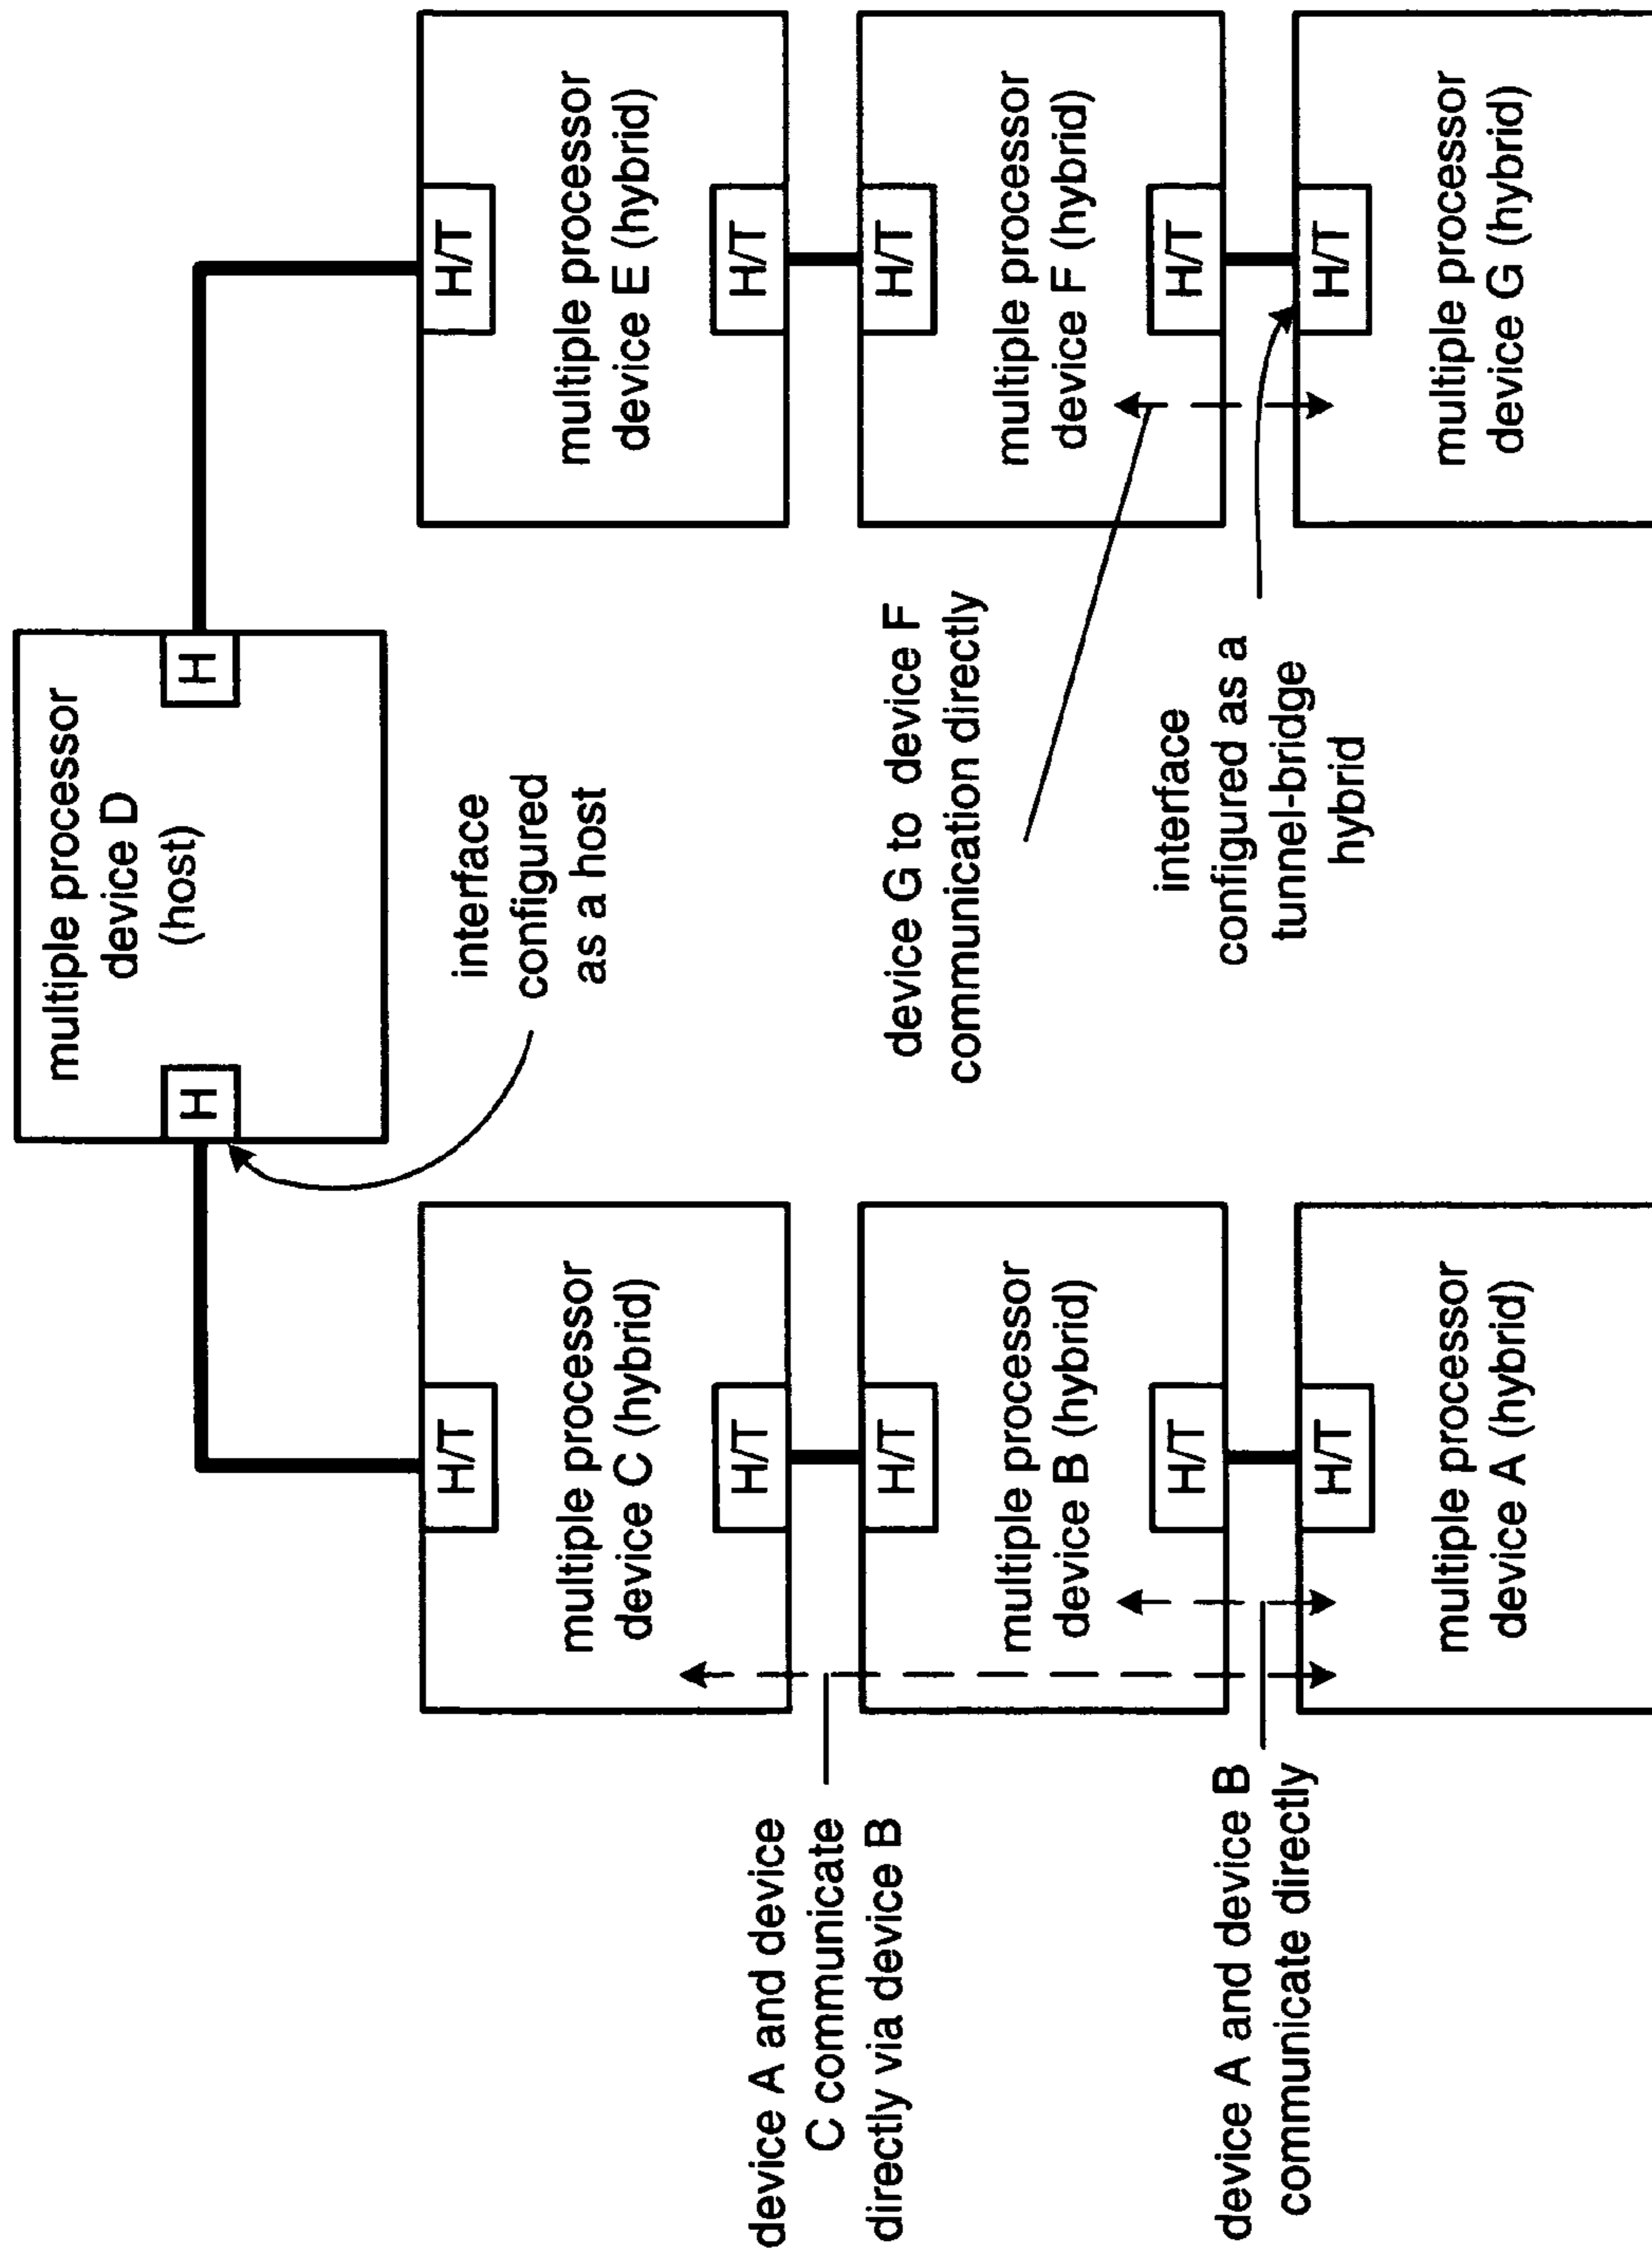 multiple processor
device D
(host)
H
H
interface
configured
as a host
H/T
multiple processor
device C (hybrid)
H/T
H/T
multiple processor
device E (hybrid)
H/T
device A and device
C communicate
directly via device B
H/T
multiple processor
device B (hybrid)
H/T
device G to device F
communication directly
H/T
multiple processor
device F (hybrid)
H/T
device A and device B
communicate directly
interface
configured as a
tunnel-bridge
hybrid
H/T
multiple processor
device A (hybrid)
H/T
multiple processor
device G (hybrid)